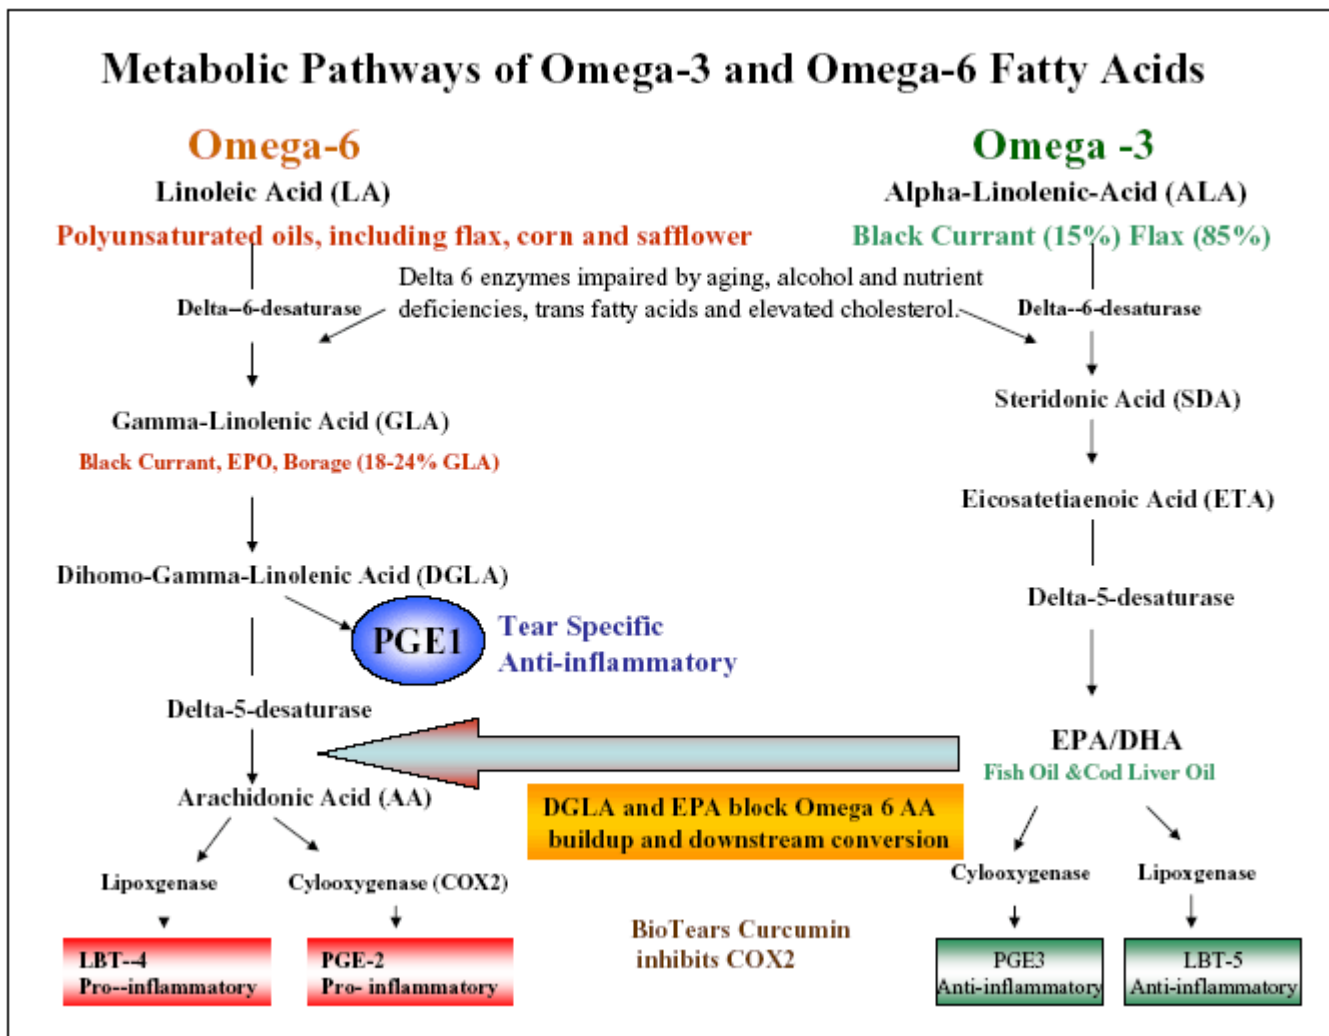 Metabolic Pathways of Omega-3 and Omega-6 Fatty Acids
Omega-6
Linoleic Acid (LA)
Polyunsaturated oils, including flax, corn and safflower
Omega -3
Alpha-Linolenic-Acid (ALA)
Black Currant (15%) Flax (85%)
Delta 6 enzymes impaired by aging, alcohol and nutrient
deficiencies, trans fatty acids and elevated cholesterol.
Delta--6-desaturase
Delta--6-desaturase
Gamma-Linolenic Acid (GLA)
Black Currant, EPO, Borage (18-24% GLA)
Steridonic Acid (SDA)
Eicosatetiaenoic Acid (ETA)
Dihomo-Gamma-Linolenic Acid (DGLA)
PGE1
Tear Specific
Anti-inflammatory
Delta-5-desaturase
Delta-5-desaturase
Arachidonic Acid (AA)
EPA/DHA
Fish Oil &Cod Liver Oil
DGLA and EPA block Omega 6 AA
buildup and downstream conversion
Lipoxgenase
Cylooxygenase (COX2)
Cylooxygenase
Lipoxgenase
LBT--4
Pro--inflammatory
PGE-2
Pro- inflammatory
BioTears Curcumin
inhibits COX2
PGE3
Anti-inflammatory
LBT-5
Anti-inflammatory